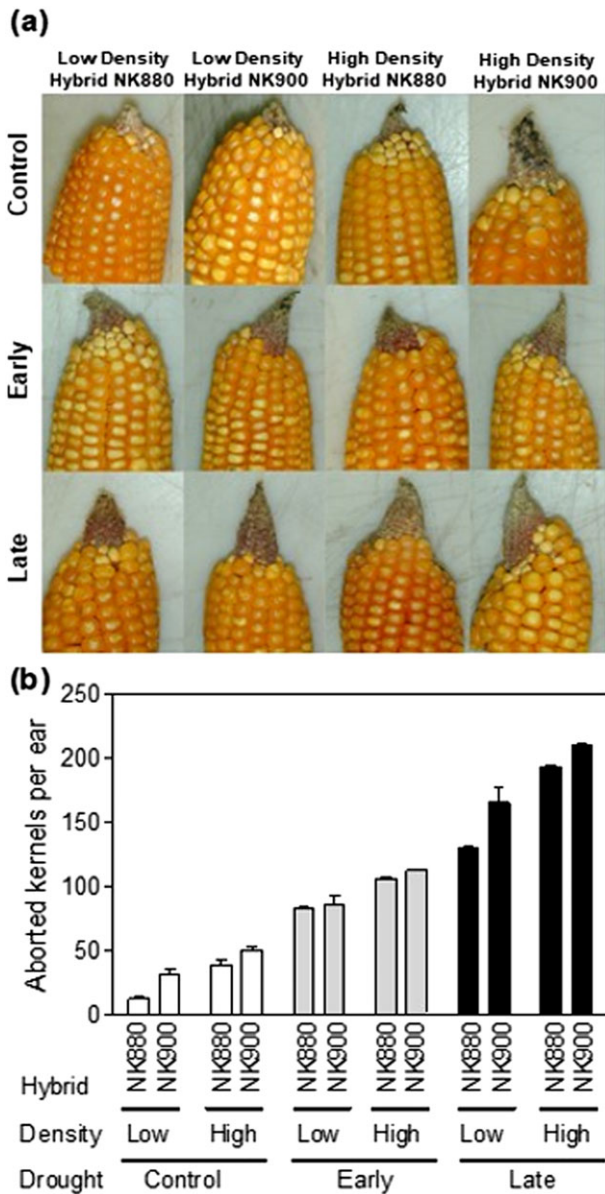 (a)
Low Density Hybrid NK880
Low Density Hybrid NK900
High Density Hybrid NK880
High Density Hybrid NK900
Control
Early
Late
(b)
Aborted kernels per ear
250
200
150
100
50
0
Hybrid NK880 NK900 NK880 NK900 NK880 NK900 NK880 NK900 NK880 NK900 NK880 NK900
Density Low High Low High Low High
Drought Control Early Late